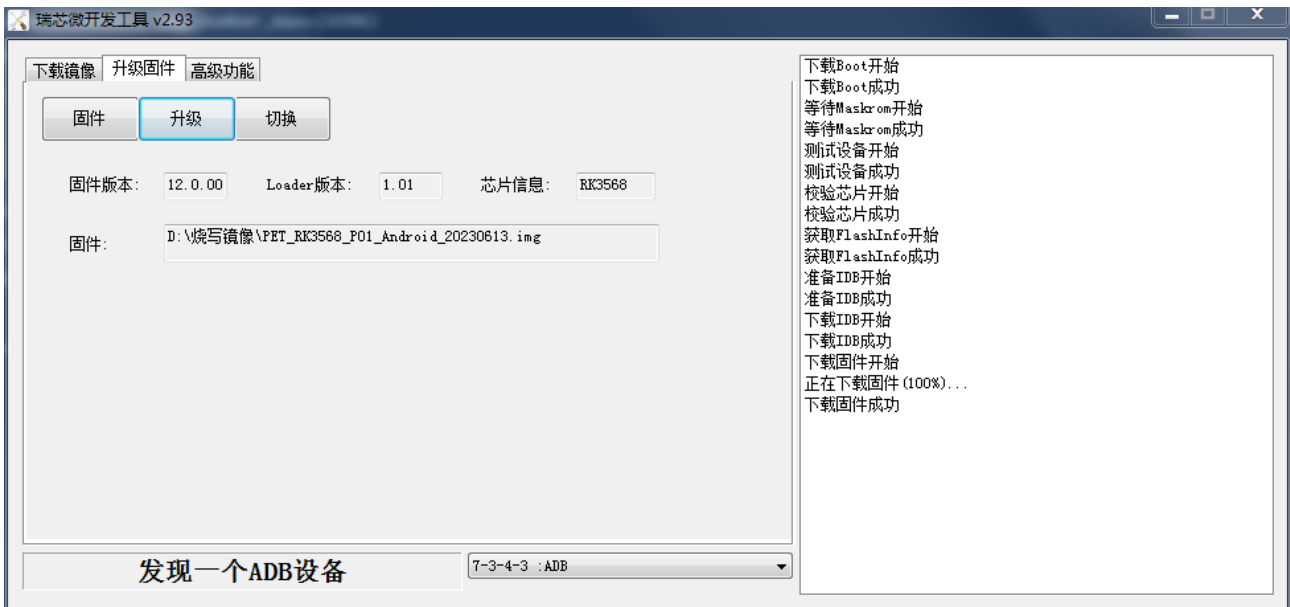 瑞芯微开发工具 v2.93
下载镜像 升级固件 高级功能
固件 升级 切换
固件版本: 12.0.00 Loader版本: 1.01 芯片信息: RK3568
固件: D:\烧写镜像\PET_RK3568_P01_Android_20230613.img
发现一个ADB设备 7-3-4-3 :ADB
下载Boot开始
下载Boot成功
等待Maskrom开始
等待Maskrom成功
测试设备开始
测试设备成功
校验芯片开始
校验芯片成功
获取FlashInfo开始
获取FlashInfo成功
准备IDB开始
准备IDB成功
下载IDB开始
下载IDB成功
下载固件开始
正在下载固件(100%)...
下载固件成功